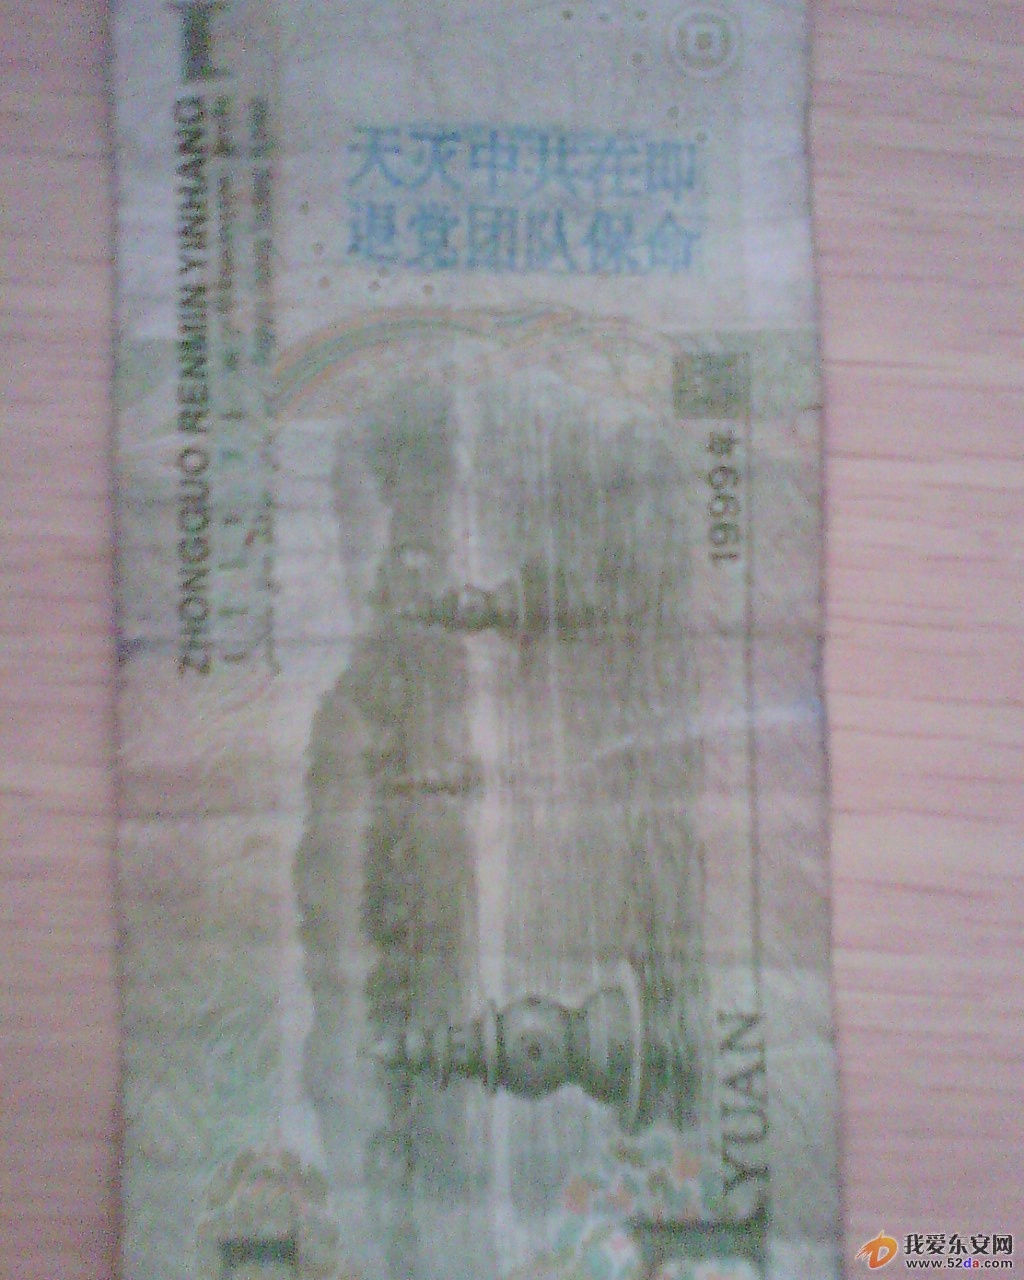 天灭中共在即
退党团队保命
ZHONGGUO RENMIN YINHANG
1999年
1
YUAN
我爱东安网
www.52da.com